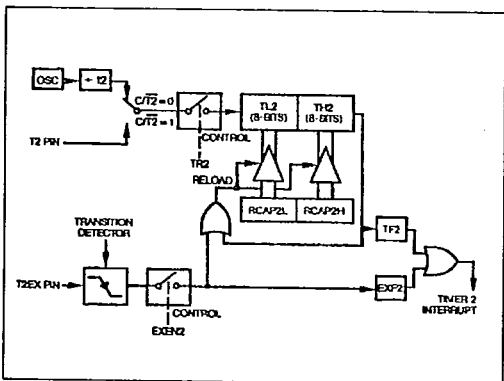 OSC
÷ 12
C/T2̅ = 0
C/T2̅ = 1
T2 PIN
CONTROL
TR2
TL2
(8-BITS)
TH2
(8-BITS)
RELOAD
RCAP2L
RCAP2H
TRANSITION
DETECTOR
T2EX PIN
CONTROL
EXEN2
TF2
EXF2
TIMER 2
INTERRUPT